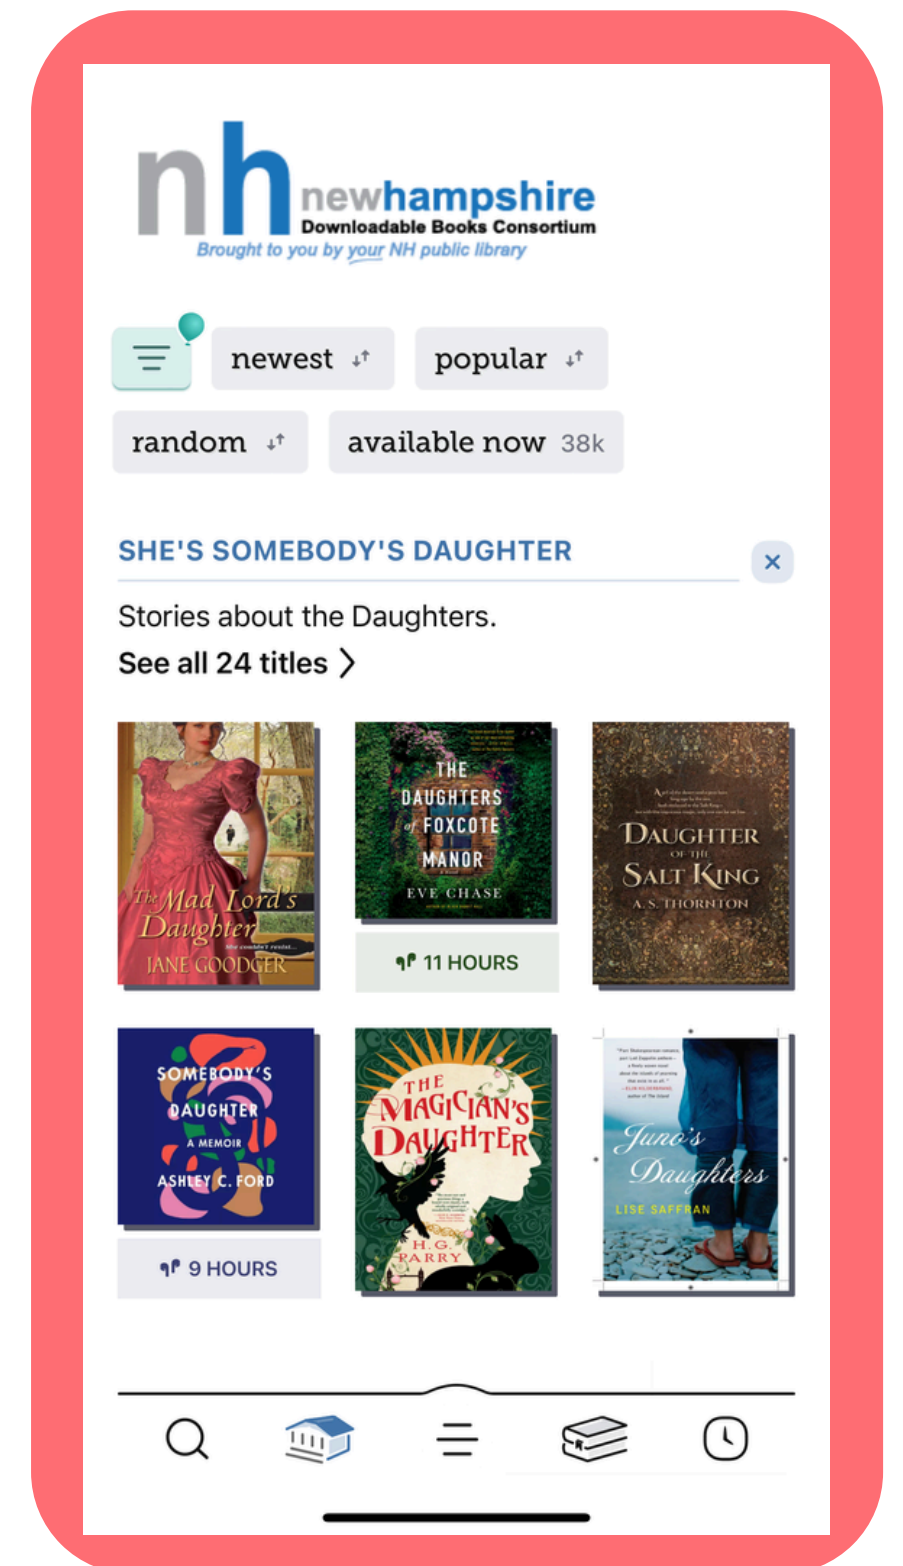 nh newhampshire
Downloadable Books Consortium
Brought to you by your NH public library
newest popular
random available now 38k
SHE'S SOMEBODY'S DAUGHTER
Stories about the Daughters.
See all 24 titles
The Mad Lord's
Daughter
She couldn't resist...
JANE GOODGER
THE
DAUGHTERS
of FOXCOTE
MANOR
EVE CHASE
11 HOURS
DAUGHTER
OF THE
SALT KING
A. S. THORNTON
SOMEBODY'S
DAUGHTER
A MEMOIR
ASHLEY C. FORD
9 HOURS
THE
MAGICIAN'S
DAUGHTER
H.G.
PARRY
Juno's
Daughters
LISE SAFFRAN